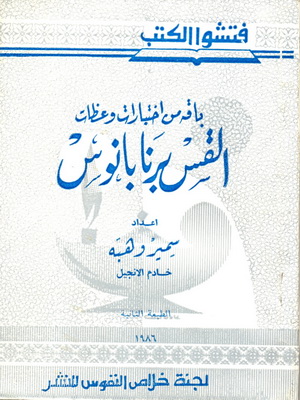 فتشوا الكتب
باقه من اختبارات وعظات
القس برنابا نوس
اعداد
سمير وهبه
خادم الانجيل
الطبعة الثانية
١٩٨٦
لجنة خلاص النفوس للنشر